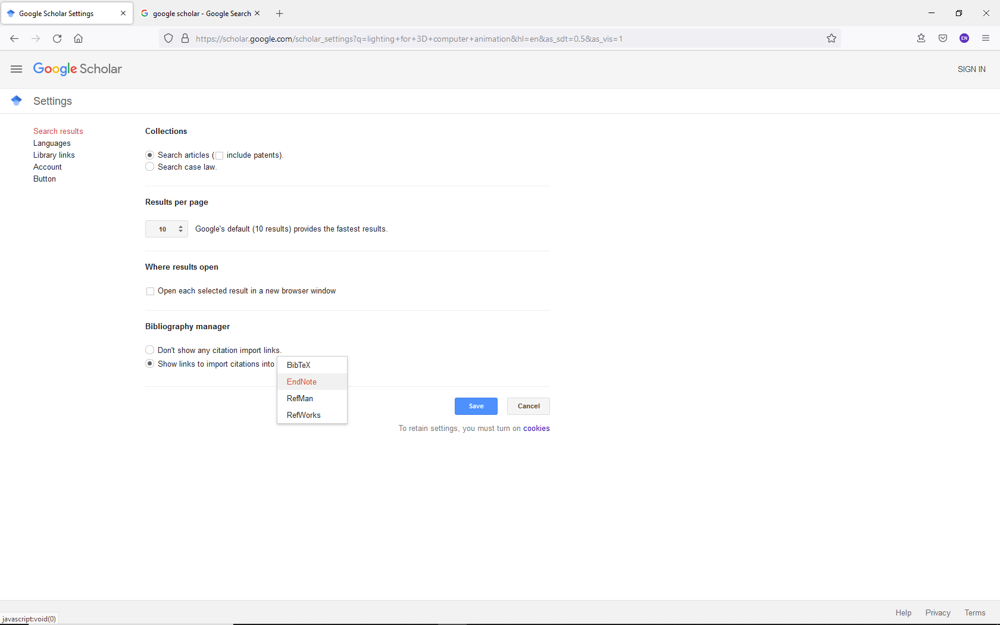 Google Scholar Settings
google scholar - Google Search
https://scholar.google.com/scholar_settings?q=lighting+for+3D+computer+animation&hl=en&as_sdt=0,5&as_vis=1
EN
Google Scholar
SIGN IN
Settings
Search results
Languages
Library links
Account
Button
Collections
Search articles ( include patents).
Search case law.
Results per page
10 Google's default (10 results) provides the fastest results.
Where results open
Open each selected result in a new browser window
Bibliography manager
Don't show any citation import links.
Show links to import citations into
BibTeX
EndNote
RefMan
RefWorks
Save Cancel
To retain settings, you must turn on cookies
Help Privacy Terms
javascript:void(0)